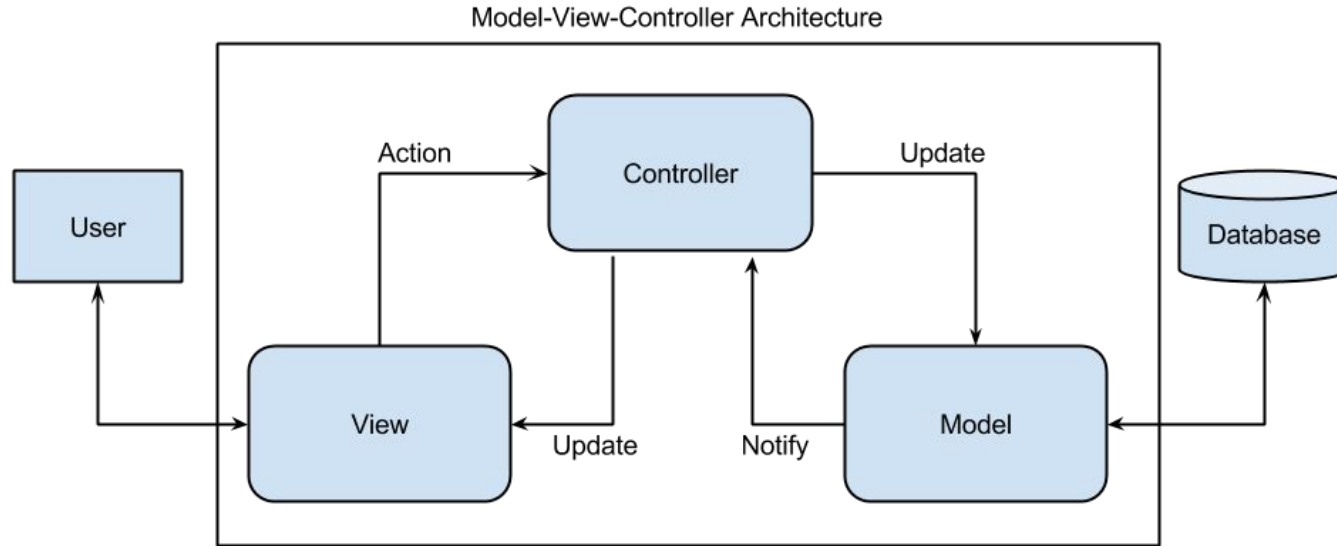 Model-View-Controller Architecture
Action
Controller
Update
User
Database
View
Update
Notify
Model